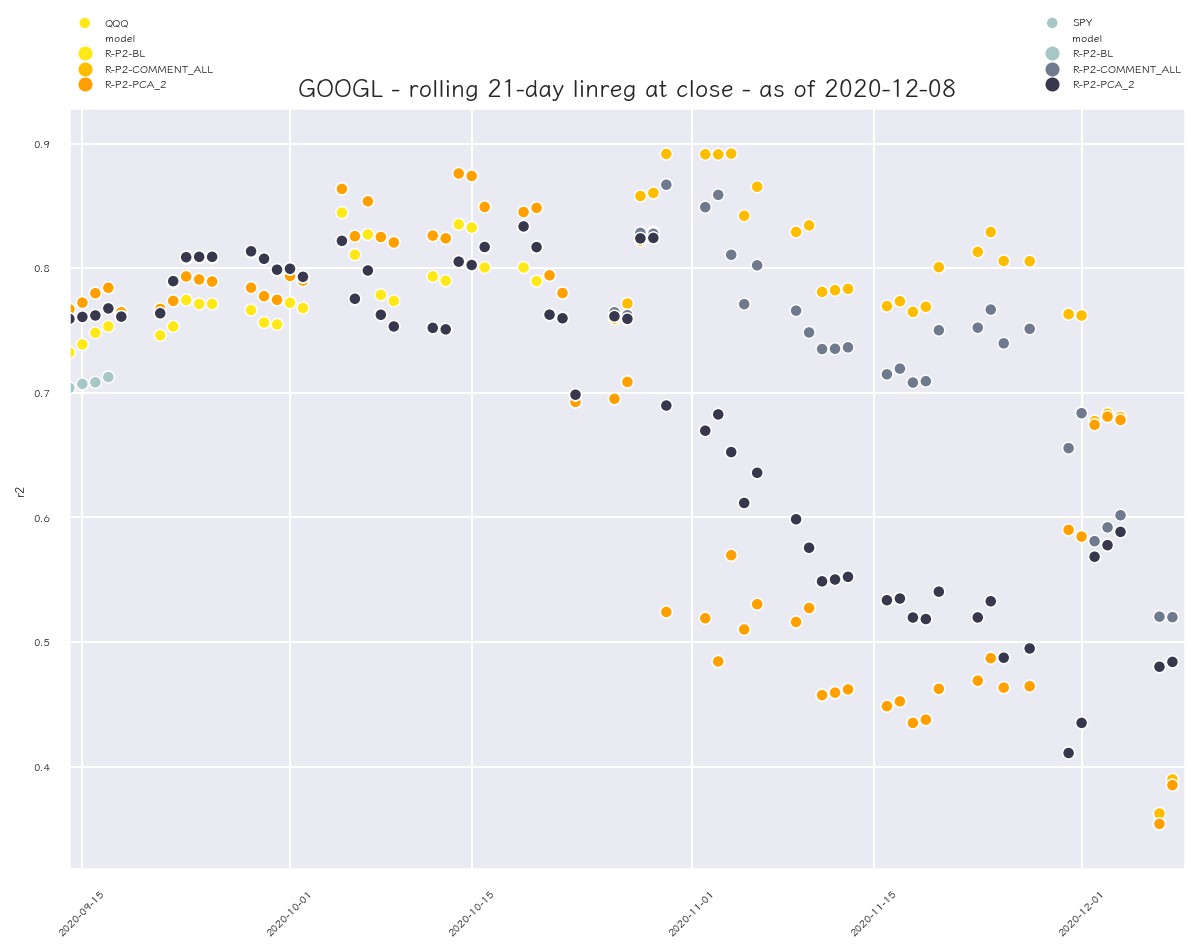 QQQ
model
R-P2-BL
R-P2-COMMENT_ALL
R-P2-PCA_2
SPY
model
R-P2-BL
R-P2-COMMENT_ALL
R-P2-PCA_2
GOOGL - rolling 21-day linreg at close - as of 2020-12-08
0.9
0.8
0.7
0.6
0.5
0.4
r2
2020-09-15
2020-10-01
2020-10-15
2020-11-01
2020-11-15
2020-12-01